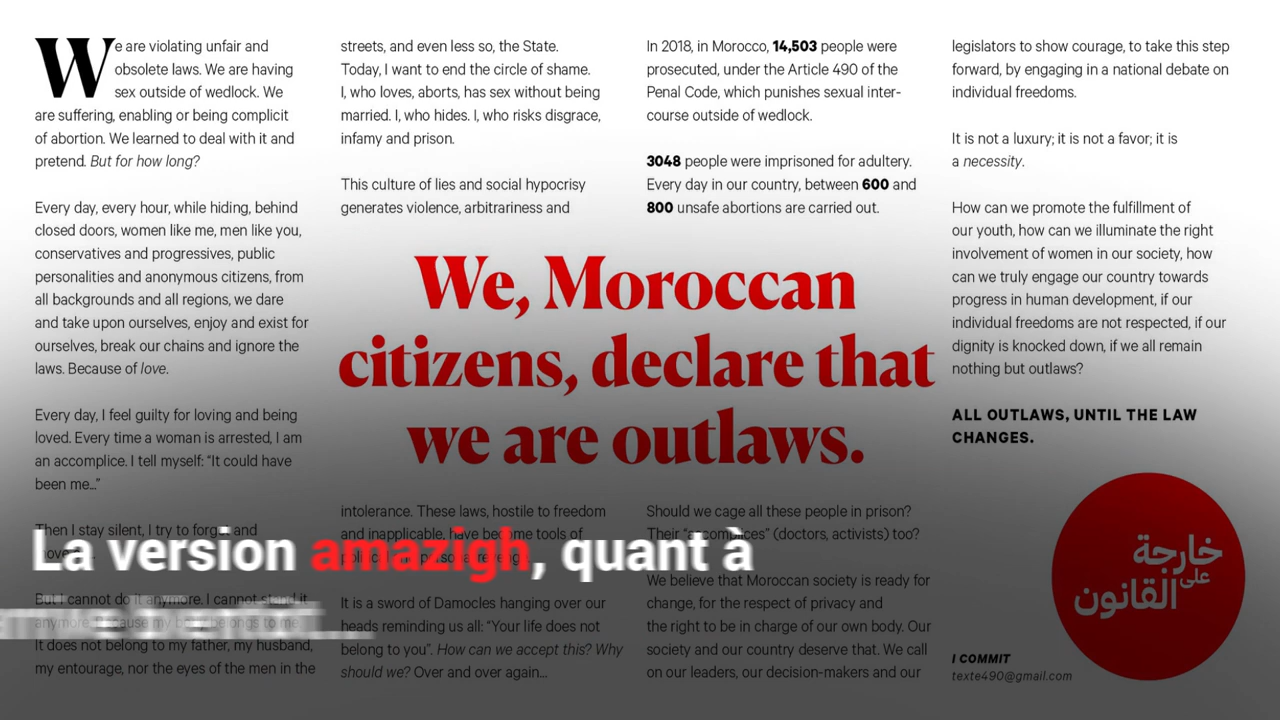 We are violating unfair and
obsolete laws. We are having
sex outside of wedlock. We
are suffering, enabling or being complicit
of abortion. We learned to deal with it and
pretend. But for how long?
Every day, every hour, while hiding, behind
closed doors, women like me, men like you,
conservatives and progressives, public
personalities and anonymous citizens, from
all backgrounds and all regions, we dare
and take upon ourselves, enjoy and exist for
ourselves, break our chains and ignore the
laws. Because of love.
Every day, I feel guilty for loving and being
loved. Every time a woman is arrested, I am
an accomplice. I tell myself: “It could have
been me...”
Then I stay silent, I try to forget and
move
But I cannot do it anymore. I cannot stand it
anymore. Because my body belongs to me.
It does not belong to my father, my husband,
my entourage, nor the eyes of the men in the
streets, and even less so, the State.
Today, I want to end the circle of shame.
I, who loves, aborts, has sex without being
married. I, who hides. I, who risks disgrace,
infamy and prison.
This culture of lies and social hypocrisy
generates violence, arbitrariness and
intolerance. These laws, hostile to freedom
and inapplicable, have become tools of
It is a sword of Damocles hanging over our
heads reminding us all: “Your life does not
belong to you”. How can we accept this? Why
should we? Over and over again...
In 2018, in Morocco, 14,503 people were
prosecuted, under the Article 490 of the
Penal Code, which punishes sexual inter-
course outside of wedlock.
3048 people were imprisoned for adultery.
Every day in our country, between 600 and
800 unsafe abortions are carried out.
We, Moroccan
citizens, declare that
we are outlaws.
Should we cage all these people in prison?
Their “accomplices” (doctors, activists) too?
We believe that Moroccan society is ready for
change, for the respect of privacy and
the right to be in charge of our own body. Our
society and our country deserve that. We call
on our leaders, our decision-makers and our
legislators to show courage, to take this step
forward, by engaging in a national debate on
individual freedoms.
It is not a luxury; it is not a favor; it is
a necessity.
How can we promote the fulfillment of
our youth, how can we illuminate the right
involvement of women in our society, how
can we truly engage our country towards
progress in human development, if our
individual freedoms are not respected, if our
dignity is knocked down, if we all remain
nothing but outlaws?
ALL OUTLAWS, UNTIL THE LAW
CHANGES.
خارجة
على
القانون
I COMMIT
texte490@gmail.com
La version amazigh, quant à